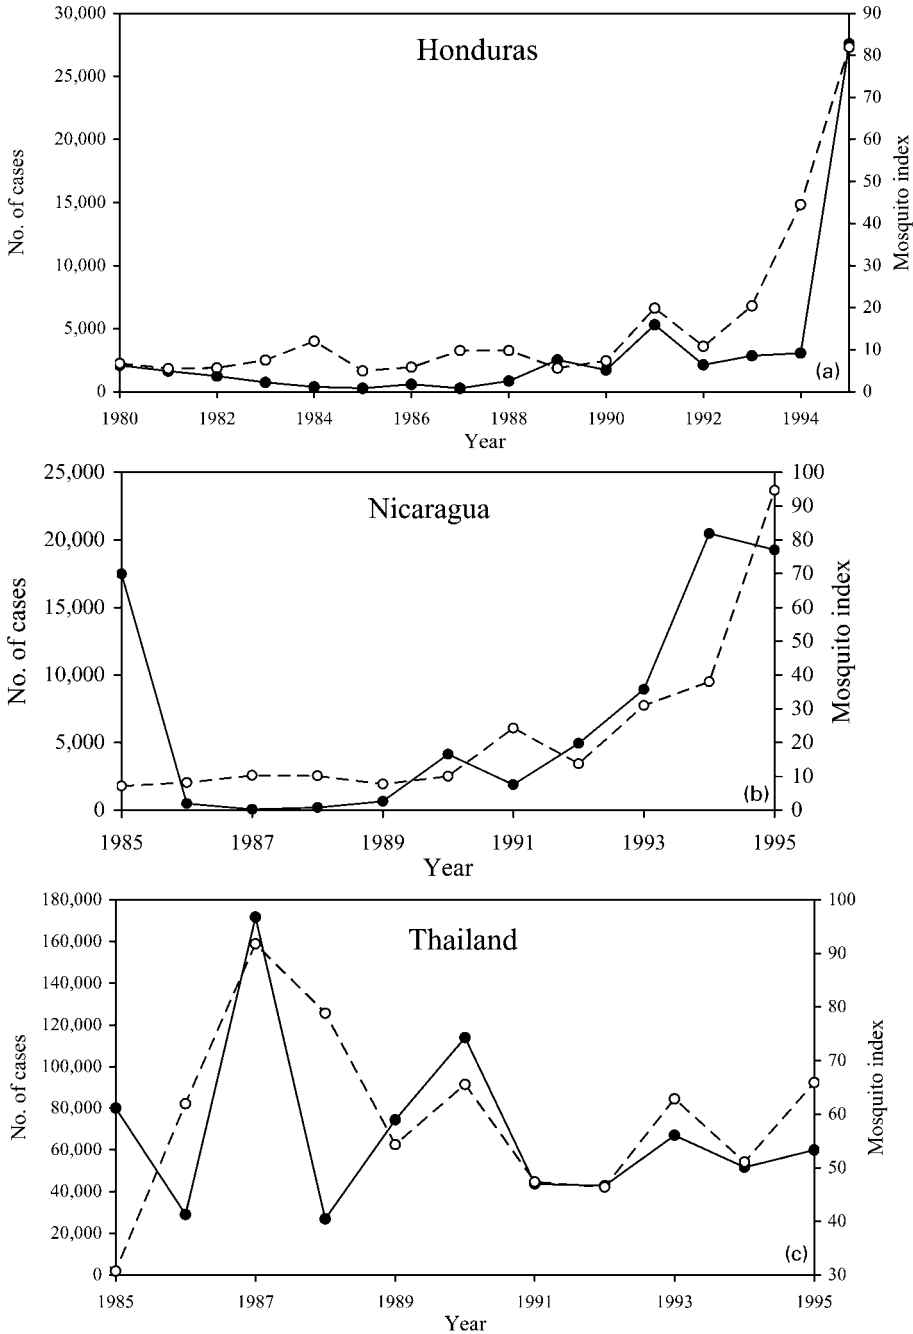 Honduras
No. of cases
30,000
25,000
20,000
15,000
10,000
5,000
0
Mosquito index
90
80
70
60
50
40
30
20
10
0
(a)
1980 1982 1984 1986 1988 1990 1992 1994
Year
Nicaragua
No. of cases
25,000
20,000
15,000
10,000
5,000
0
Mosquito index
100
90
80
70
60
50
40
30
20
10
0
(b)
1985 1987 1989 1991 1993 1995
Year
Thailand
No. of cases
180,000
160,000
140,000
120,000
100,000
80,000
60,000
40,000
20,000
0
Mosquito index
100
90
80
70
60
50
40
30
(c)
1985 1987 1989 1991 1993 1995
Year